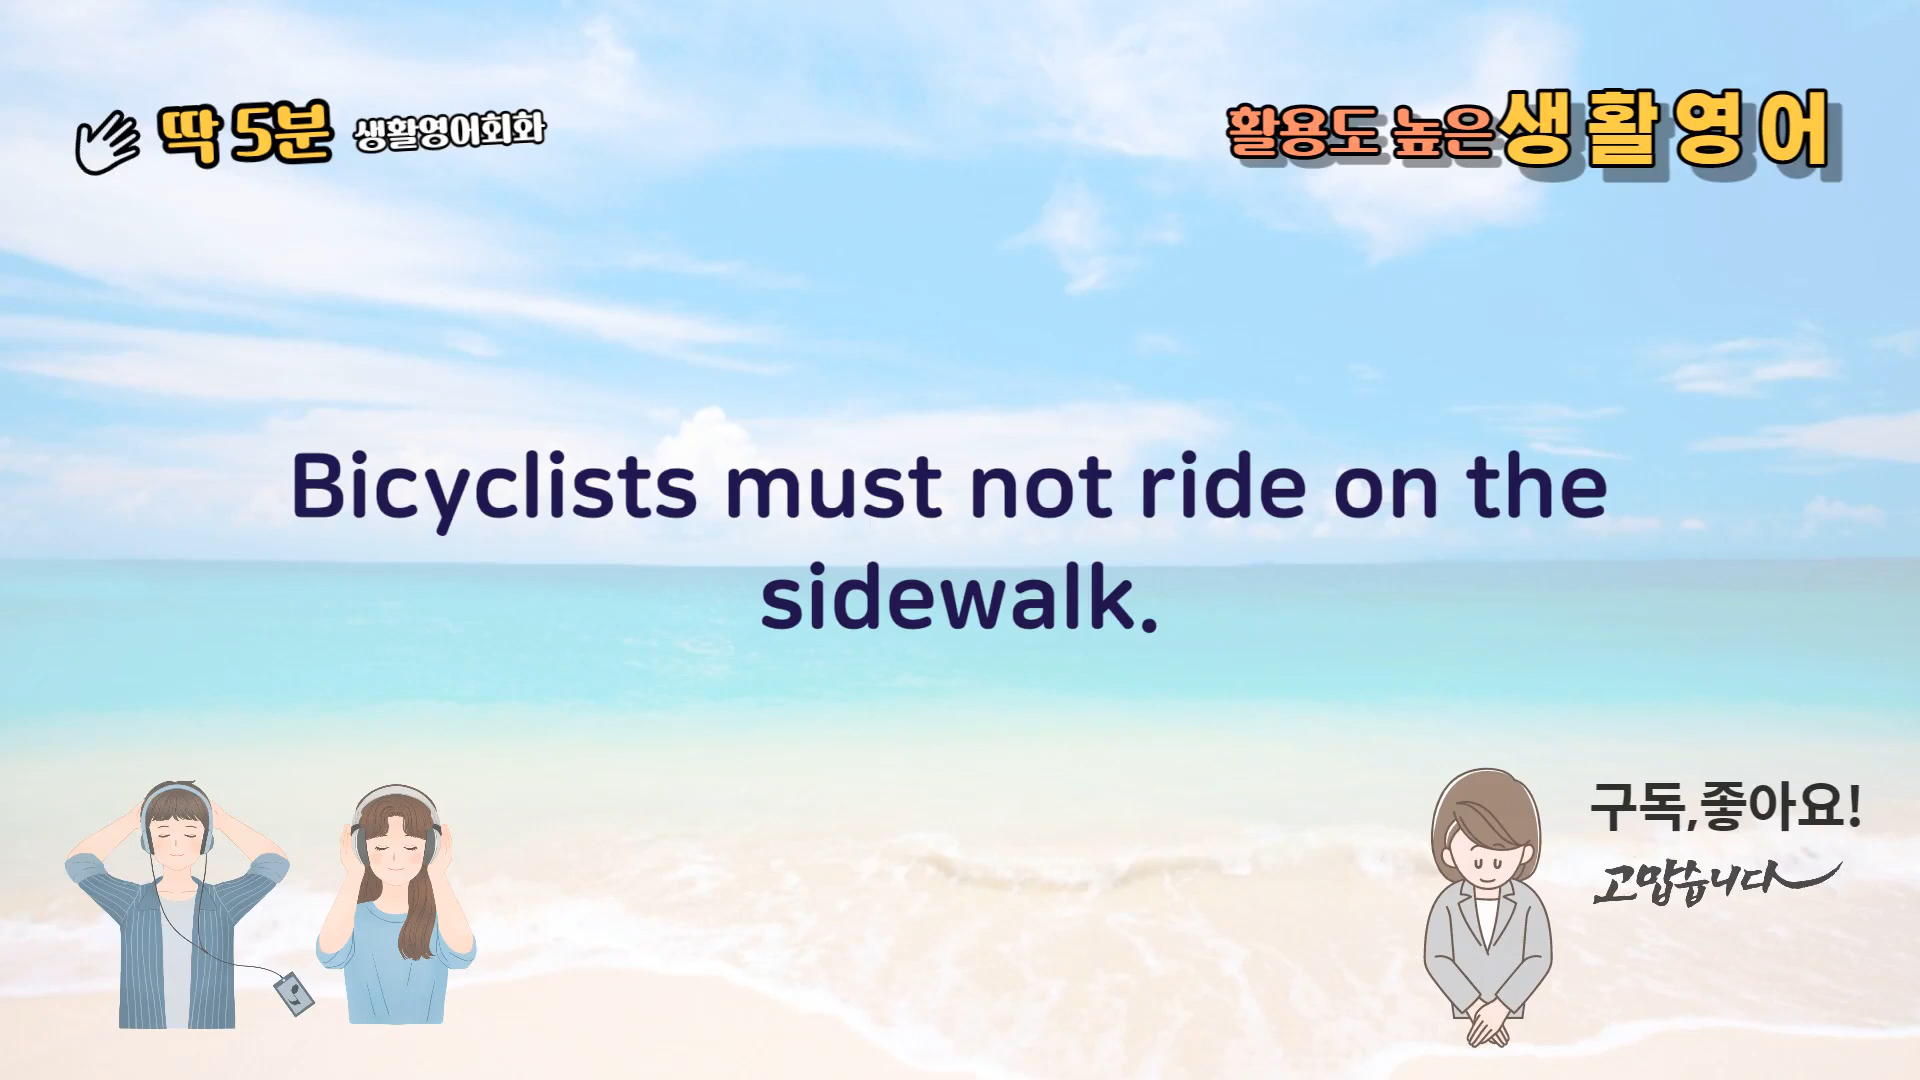 딱 5분 생활영어회화
활용도 높은 생활영어
Bicyclists must not ride on the
sidewalk.
구독,좋아요!
고맙습니다